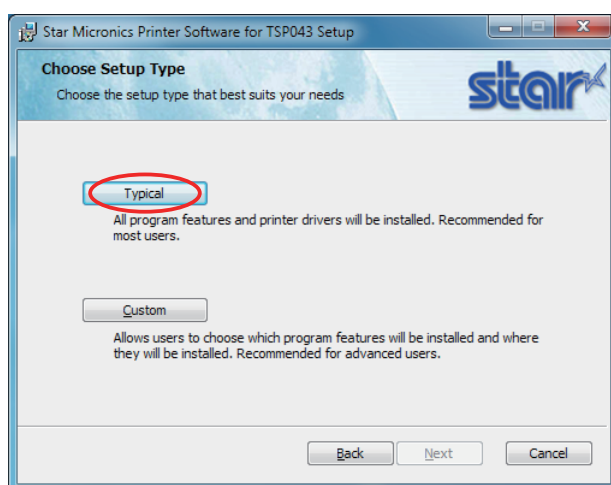 Star Micronics Printer Software for TSP043 Setup
Choose Setup Type
Choose the setup type that best suits your needs
star
Typical
All program features and printer drivers will be installed. Recommended for
most users.
Custom
Allows users to choose which program features will be installed and where
they will be installed. Recommended for advanced users.
Back Next Cancel